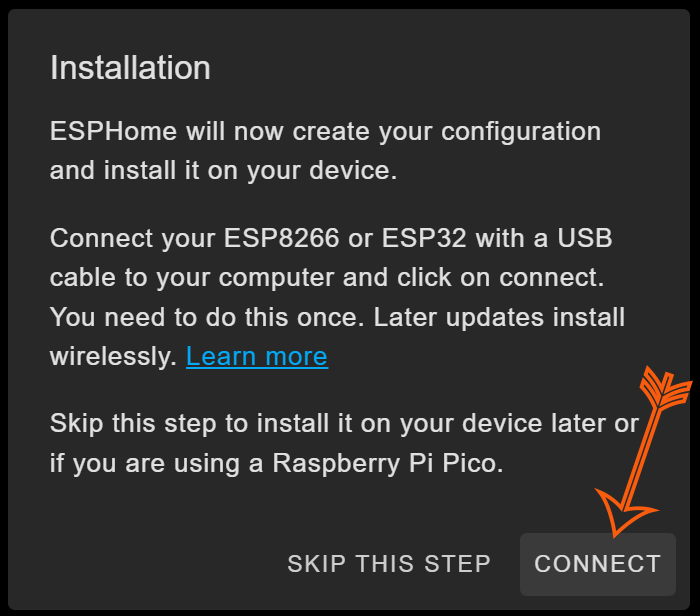 Installation
ESPHome will now create your configuration
and install it on your device.
Connect your ESP8266 or ESP32 with a USB
cable to your computer and click on connect.
You need to do this once. Later updates install
wirelessly. Learn more
Skip this step to install it on your device later or
if you are using a Raspberry Pi Pico.
SKIP THIS STEP CONNECT